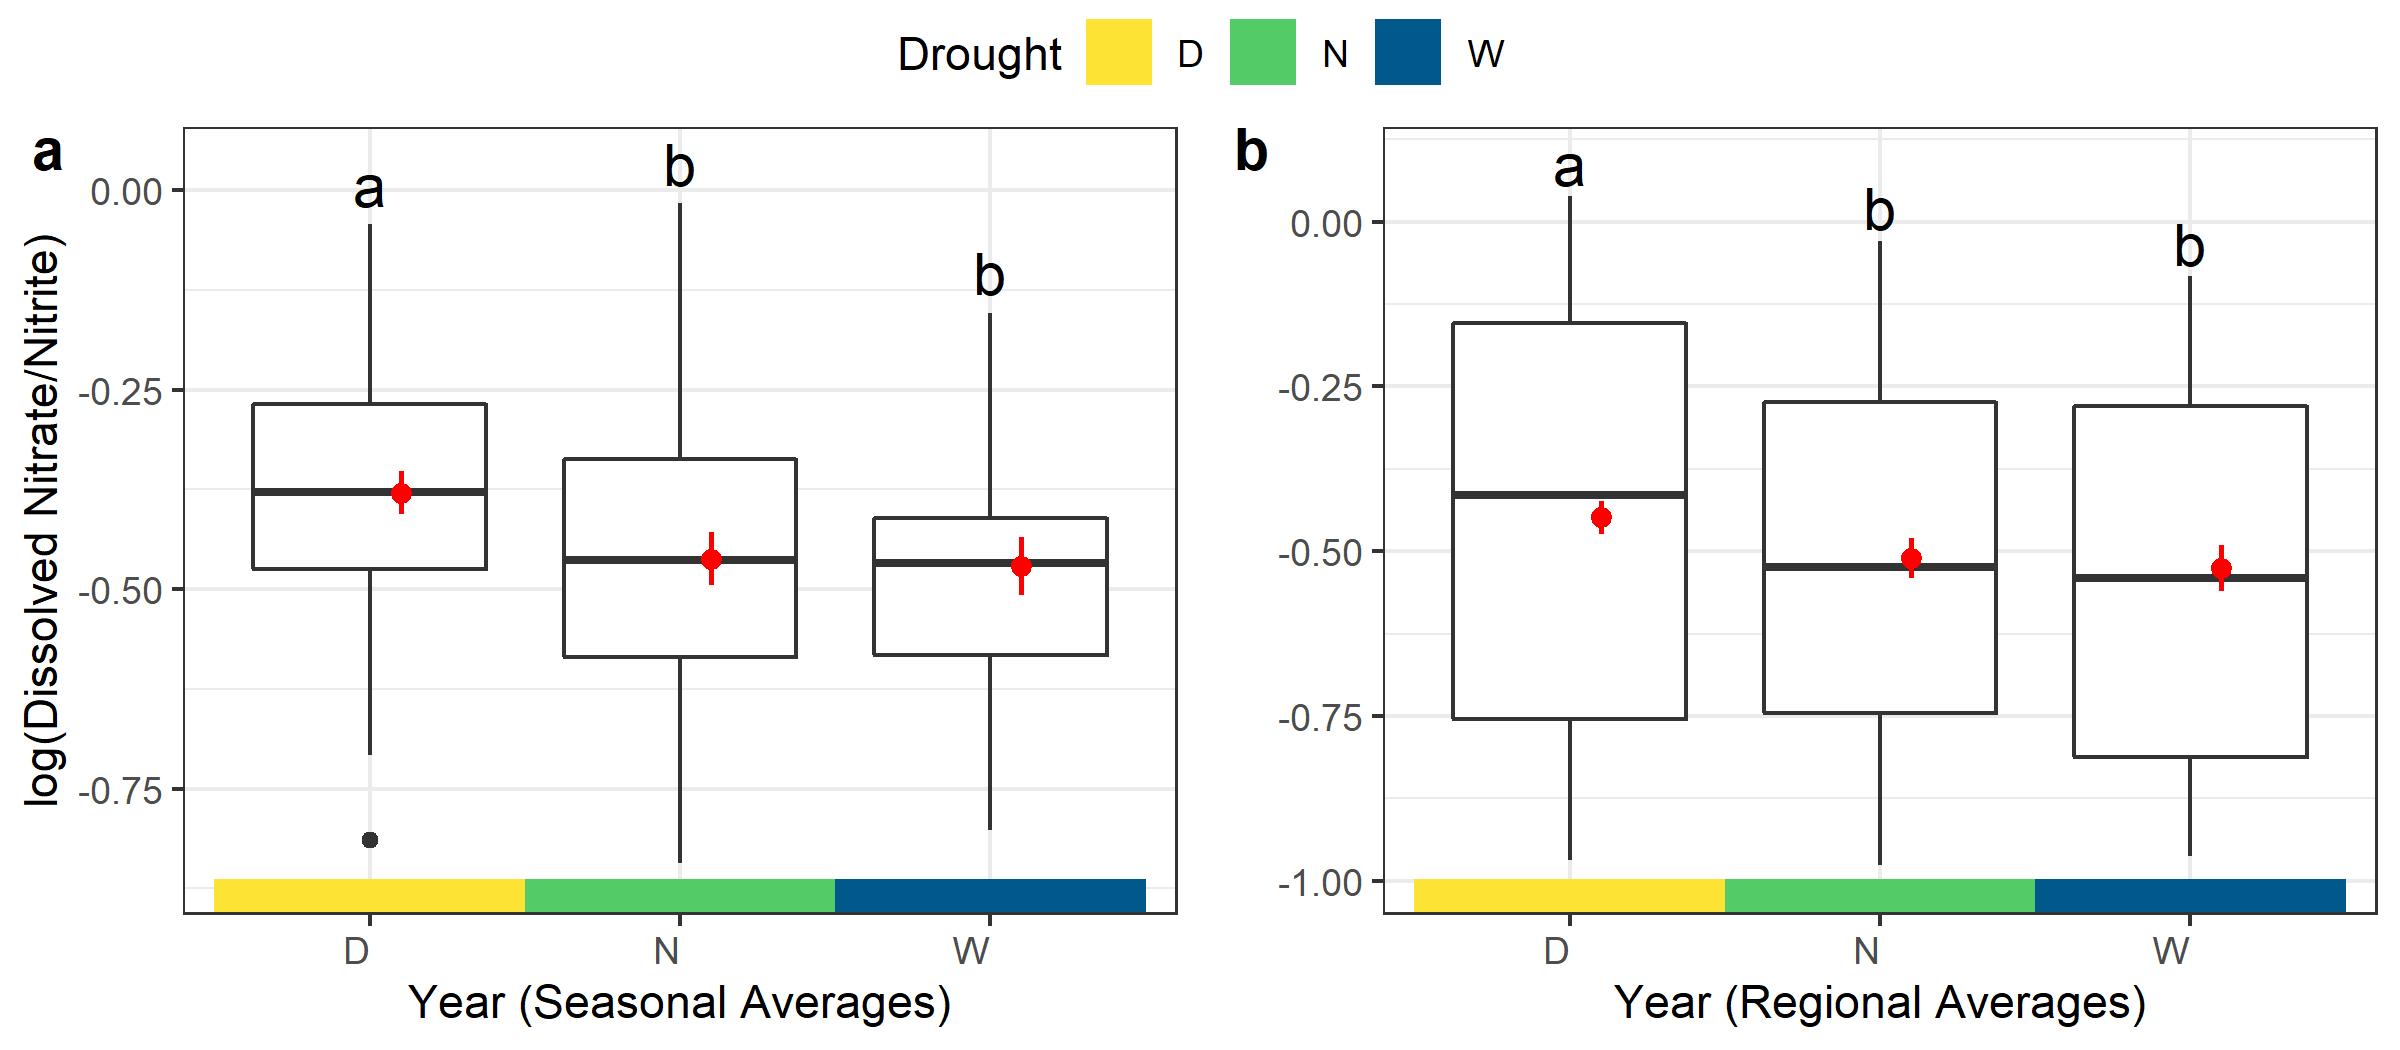 Drought D N W
a
log(Dissolved Nitrate/Nitrite)
0.00
-0.25
-0.50
-0.75
a
b
b
D N W
Year (Seasonal Averages)
b
0.00
-0.25
-0.50
-0.75
-1.00
a
b
b
D N W
Year (Regional Averages)